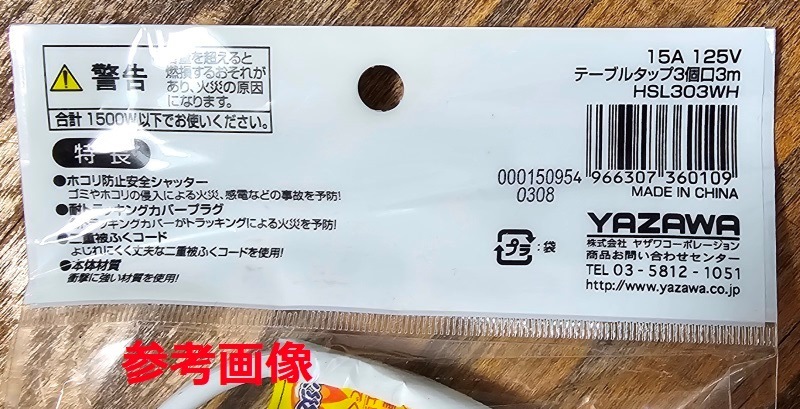 警告
容量を超えると
燃損するおそれが
あり、火災の原因
になります。
合計 1500W以下でお使いください。
特長
●ホコリ防止安全シャッター
ゴミやホコリの侵入による火災、感電などの事故を予防!
●耐トラッキングカバープラグ
トラッキングカバーがトラッキングによる火災を予防!
●二重被ふくコード
よじれにくく丈夫な二重被ふくコードを使用!
●本体材質
衝撃に強い材質を使用!
15A 125V
テーブルタップ3個口3m
HSL303WH
000150954
0308
966307 360109
MADE IN CHINA
プラ :袋
YAZAWA
株式会社 ヤザワコーポレーション
商品お問い合わせセンター
TEL 03-5812-1051
http://www.yazawa.co.jp
参考画像